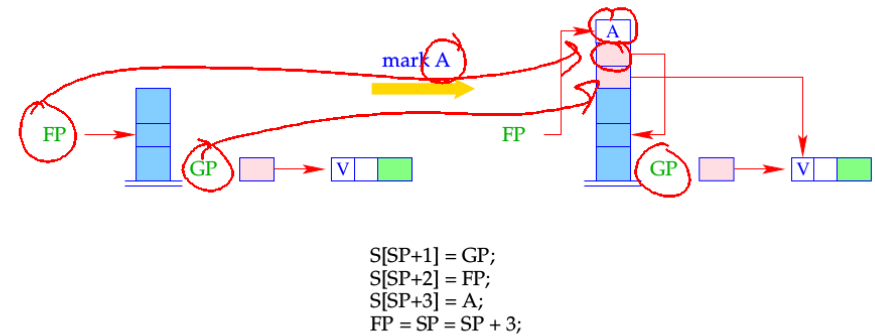 A
mark A
FP
FP
GP
V
GP
V
S[SP+1] = GP;
S[SP+2] = FP;
S[SP+3] = A;
FP = SP = SP + 3;